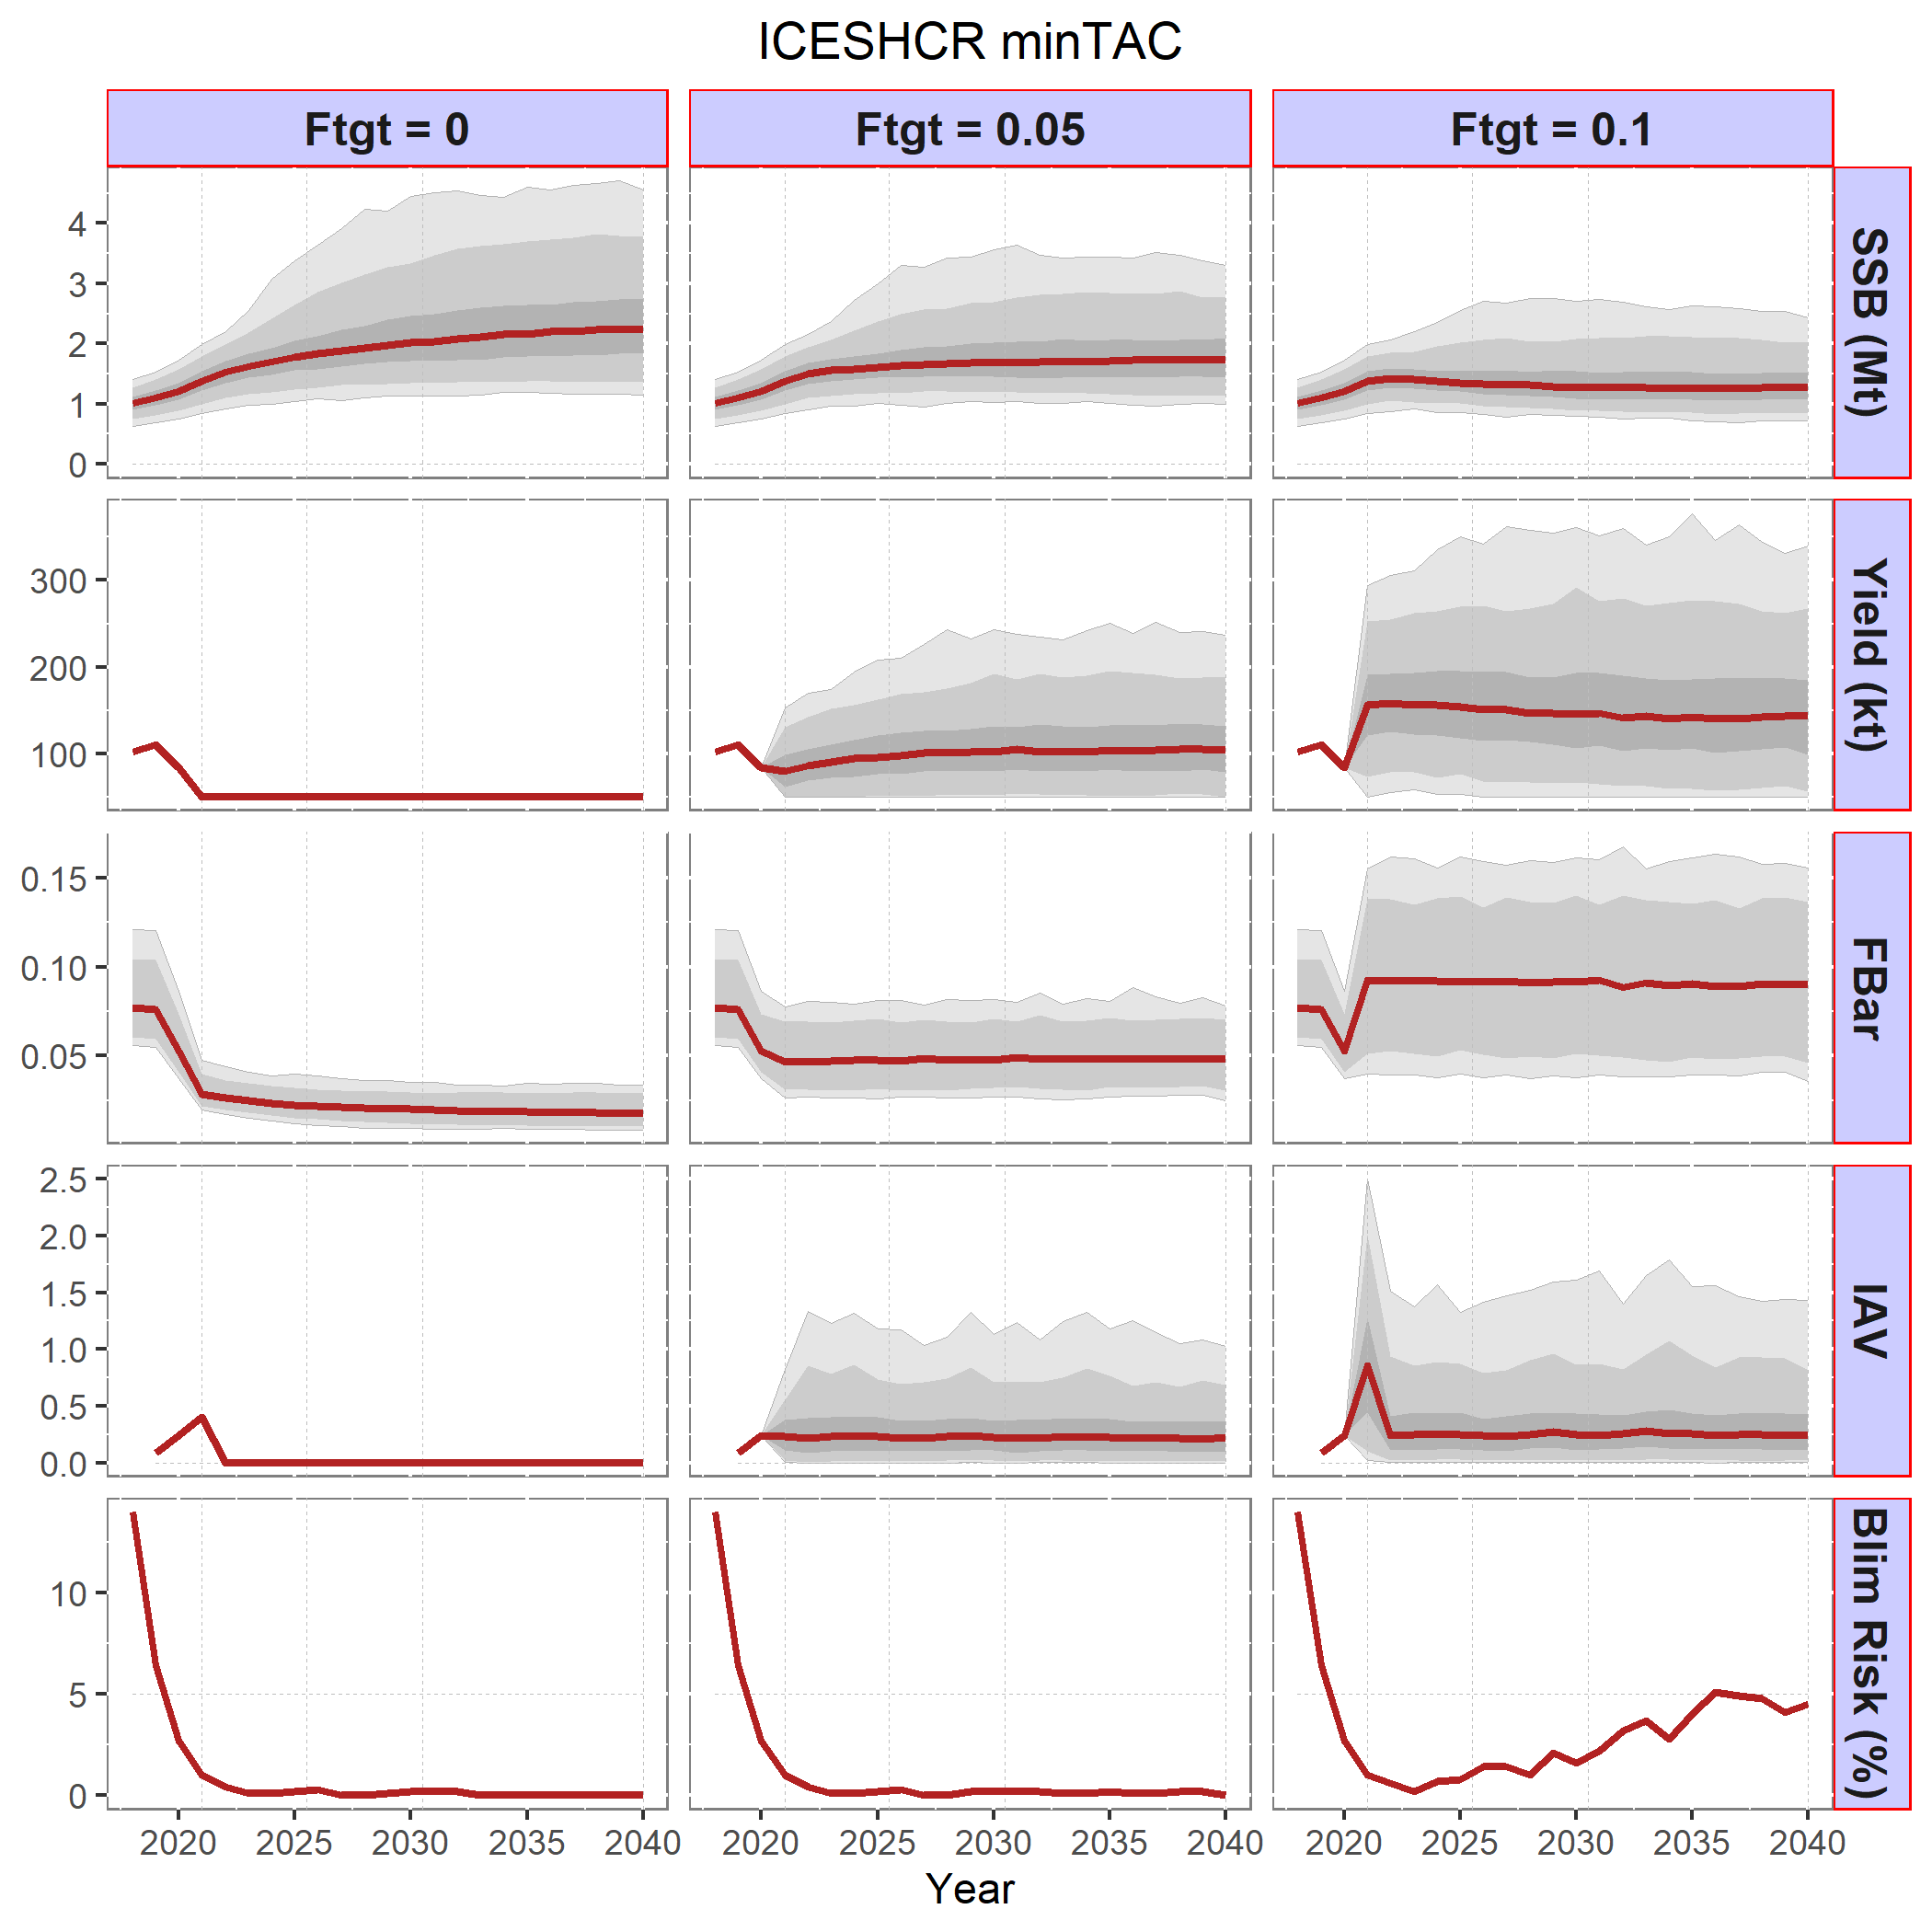 ICESHCR minTAC
Ftgt = 0 Ftgt = 0.05 Ftgt = 0.1
4
3
2
1
0
SSB (Mt)
300
200
100
Yield (kt)
0.15
0.10
0.05
FBar
2.5
2.0
1.5
1.0
0.5
0.0
IAV
10
5
0
Blim Risk (%)
2020 2025 2030 2035 2040 2020 2025 2030 2035 2040 2020 2025 2030 2035 2040
Year